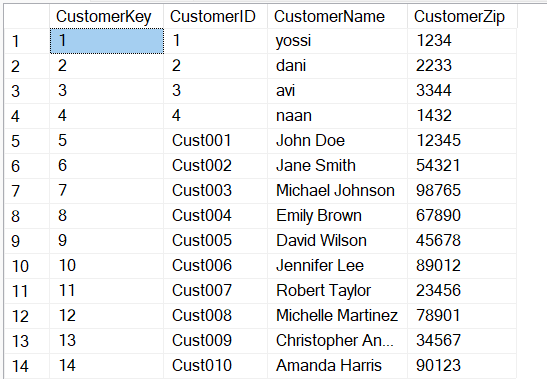 CustomerKey CustomerID CustomerName CustomerZip
1 1 1 yossi 1234
2 2 2 dani 2233
3 3 3 avi 3344
4 4 4 naan 1432
5 5 Cust001 John Doe 12345
6 6 Cust002 Jane Smith 54321
7 7 Cust003 Michael Johnson 98765
8 8 Cust004 Emily Brown 67890
9 9 Cust005 David Wilson 45678
10 10 Cust006 Jennifer Lee 89012
11 11 Cust007 Robert Taylor 23456
12 12 Cust008 Michelle Martinez 78901
13 13 Cust009 Christopher An... 34567
14 14 Cust010 Amanda Harris 90123